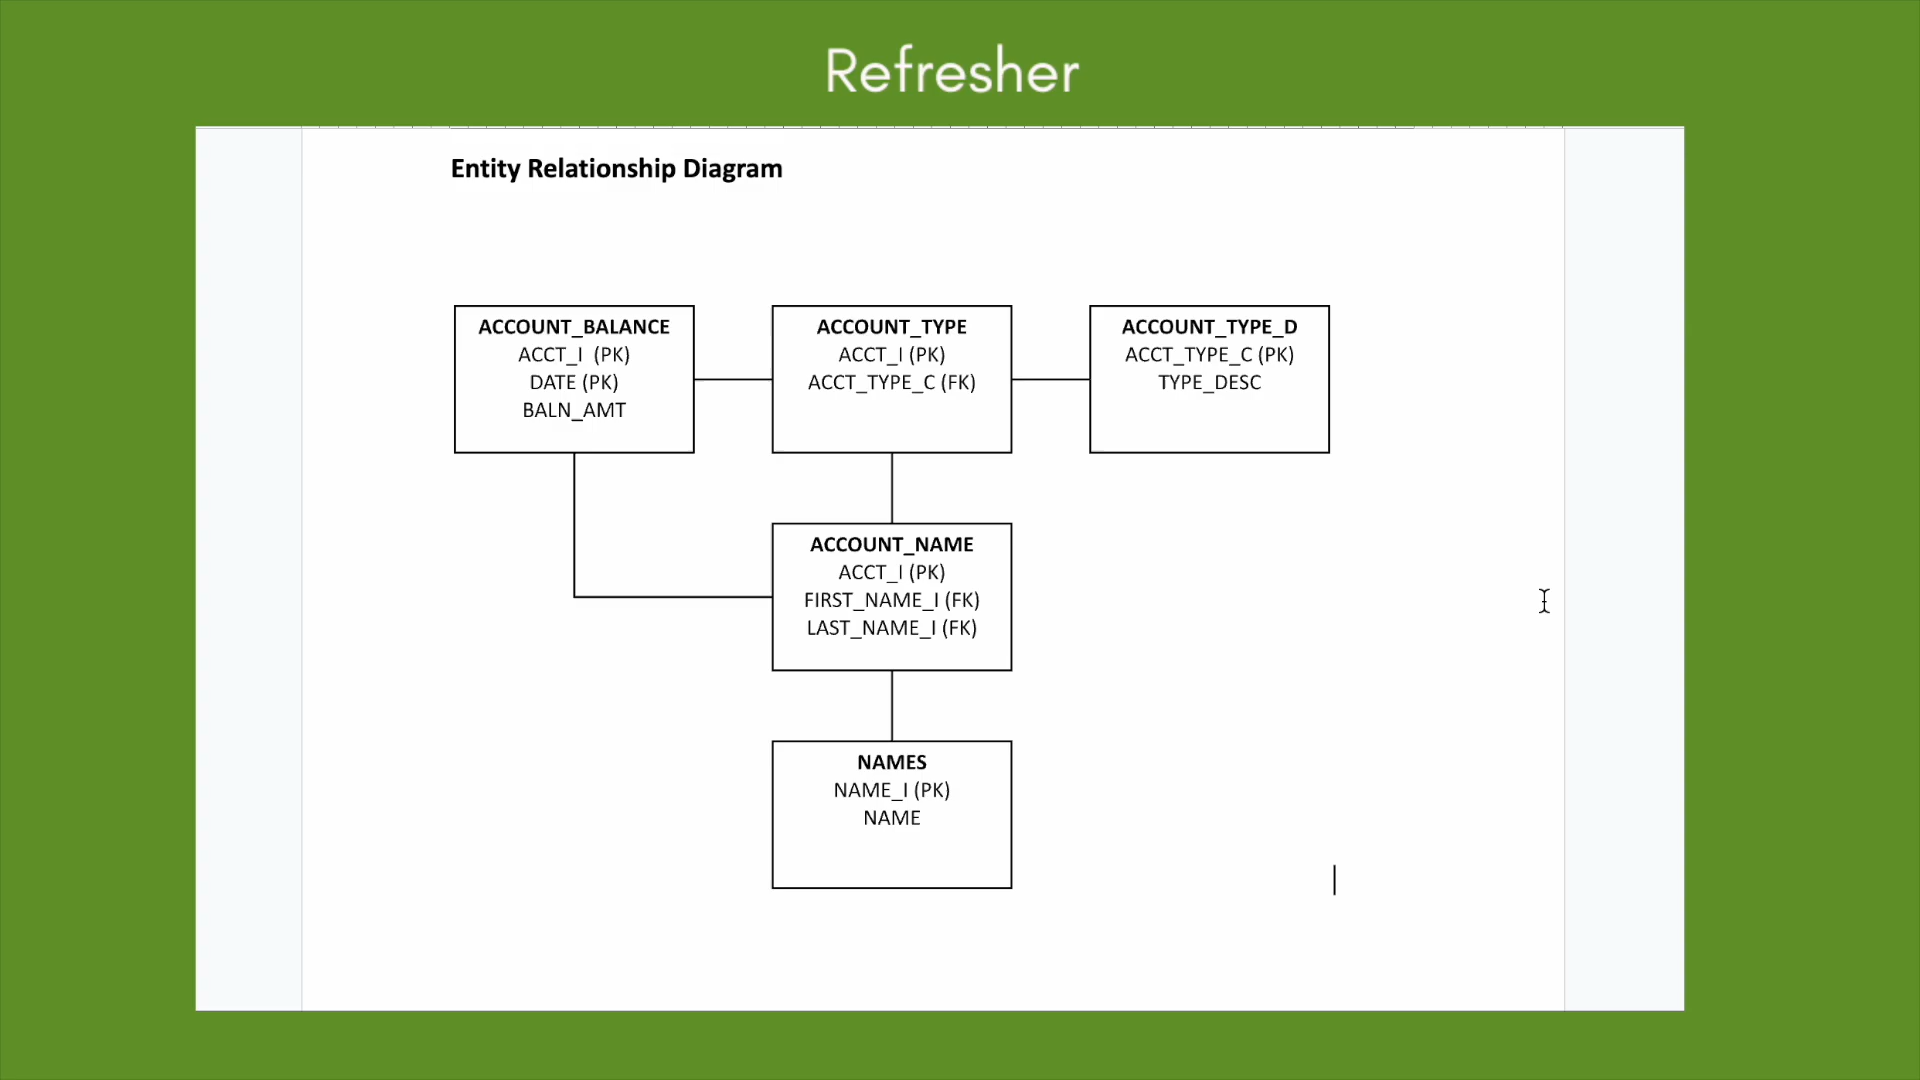 Refresher
Entity Relationship Diagram
ACCOUNT_BALANCE
ACCT_I (PK)
DATE (PK)
BALN_AMT
ACCOUNT_TYPE
ACCT_I (PK)
ACCT_TYPE_C (FK)
ACCOUNT_TYPE_D
ACCT_TYPE_C (PK)
TYPE_DESC
ACCOUNT_NAME
ACCT_I (PK)
FIRST_NAME_I (FK)
LAST_NAME_I (FK)
NAMES
NAME_I (PK)
NAME